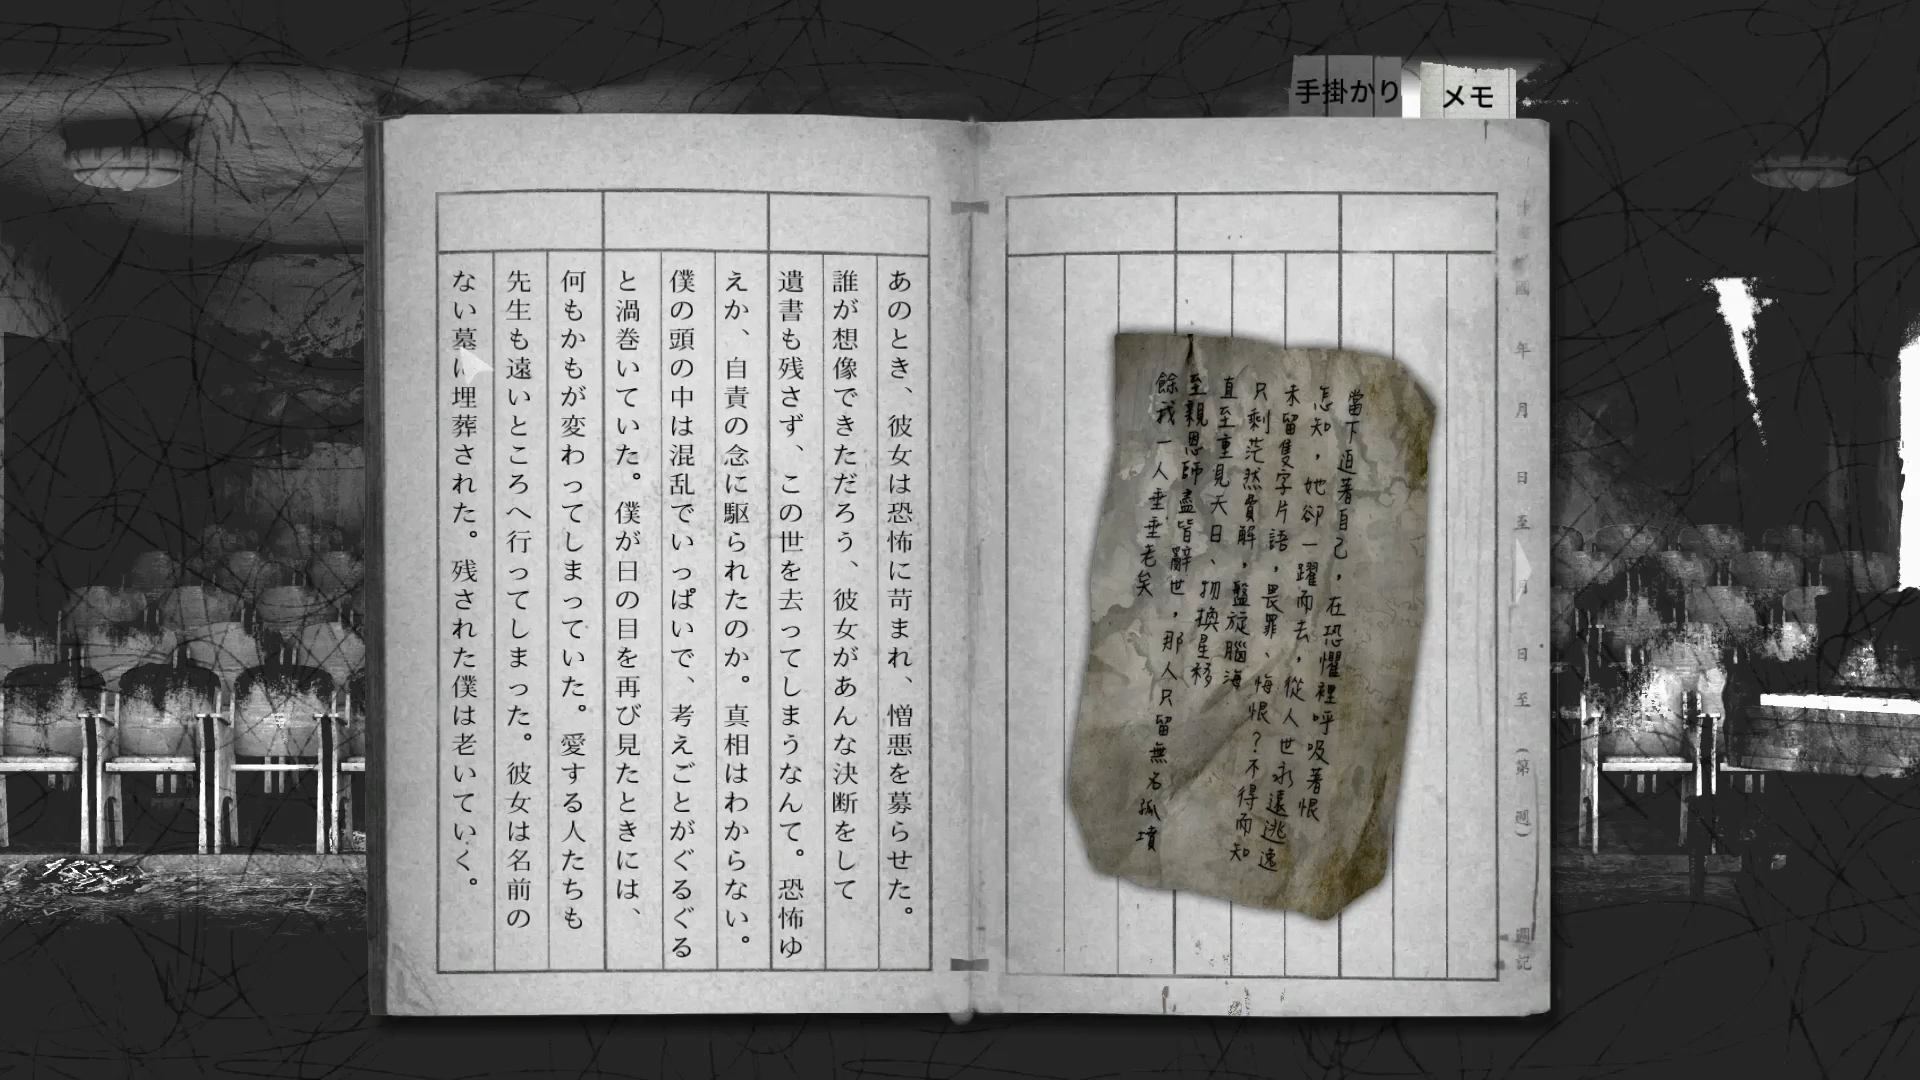 手掛かり
メモ
當下迫著自己，在恐懼裡呼吸著恨
怎知，她卻一躍而去，從人世永遠逃逸
未留隻字片語，畏罪、悔恨？不得而知
只剩茫然費解，盤旋腦海
直至重見天日、物換星移
至親恩師盡皆辭世，那人只留無名孤墳
餘我一人垂垂老矣
あのとき、彼女は恐怖に苛まれ、憎悪を募らせた。
誰が想像できただろう、彼女があんな決断をして
遺書も残さず、この世を去ってしまうなんて。恐怖ゆ
えか、自責の念に駆られたのか。真相はわからない。
僕の頭の中は混乱でいっぱいで、考えごとがぐるぐる
と渦巻いていた。僕が日の目を再び見たときには、
何もかもが変わってしまっていた。愛する人たちも
先生も遠いところへ行ってしまった。彼女は名前の
ない墓に埋葬された。残された僕は老いていく。
年 月 日 至 月 日 至 (第 週)
週記